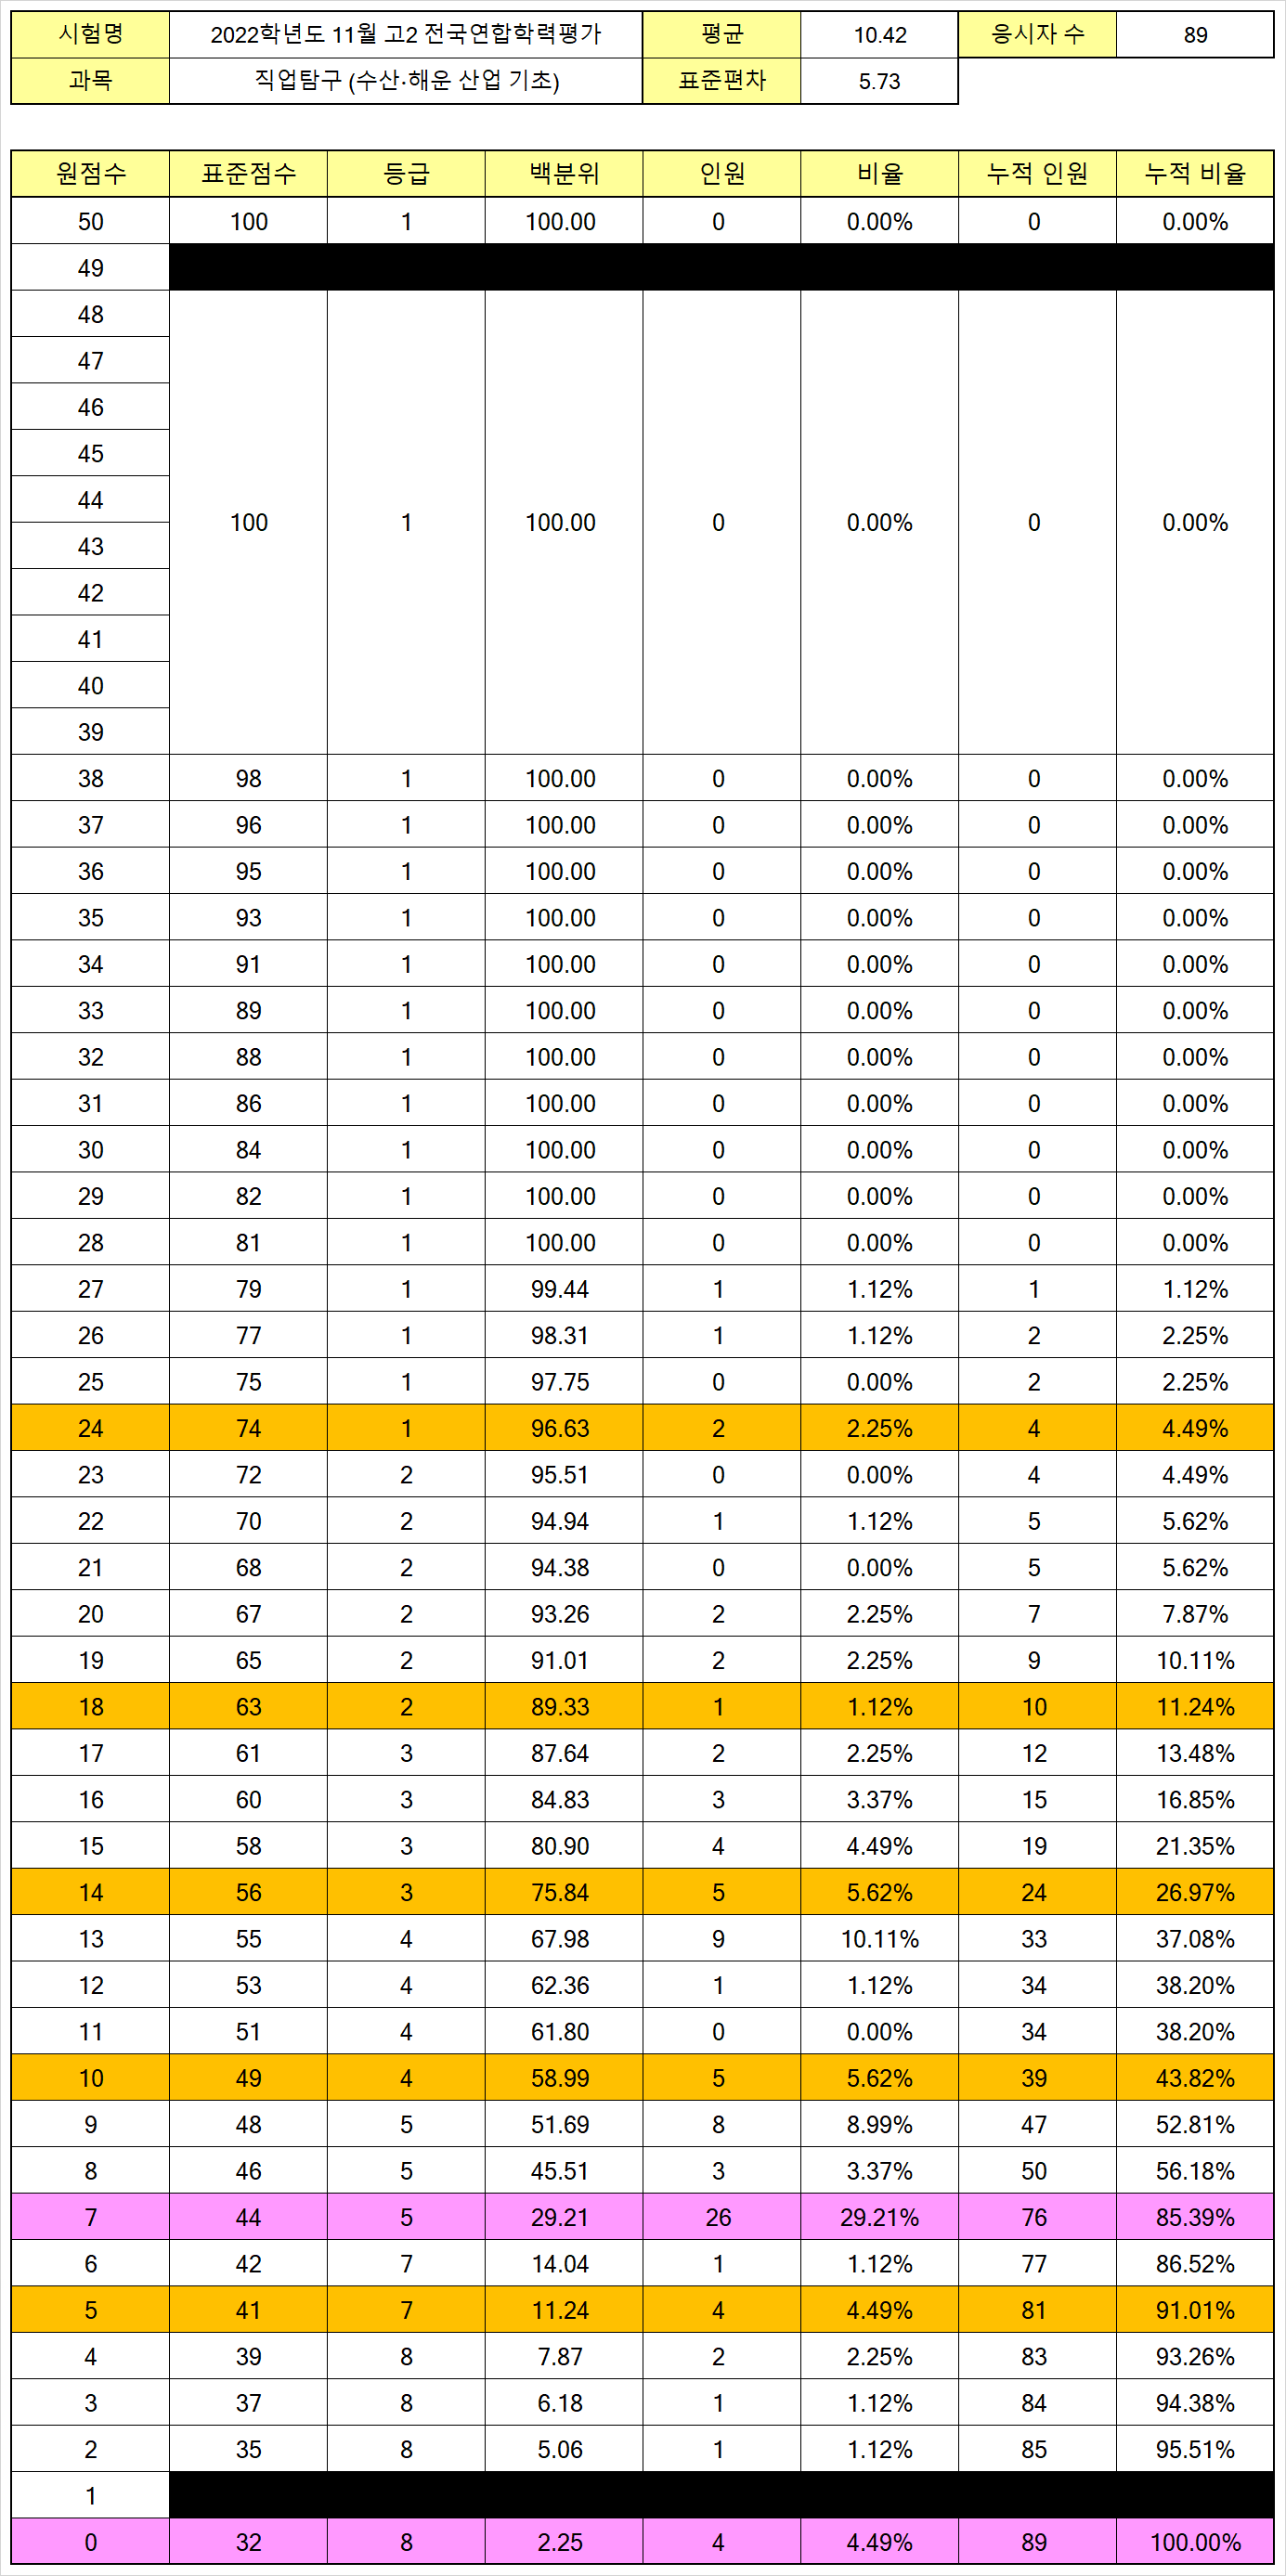 시험명 2022학년도 11월 고2 전국연합학력평가 평균 10.42 응시자 수 89
과목 직업탐구 (수산·해운 산업 기초) 표준편차 5.73
원점수 표준점수 등급 백분위 인원 비율 누적 인원 누적 비율
50 100 1 100.00 0 0.00% 0 0.00%
49
48
47
46
45
44
43
100 1 100.00 0 0.00% 0 0.00%
42
41
40
39
38 98 1 100.00 0 0.00% 0 0.00%
37 96 1 100.00 0 0.00% 0 0.00%
36 95 1 100.00 0 0.00% 0 0.00%
35 93 1 100.00 0 0.00% 0 0.00%
34 91 1 100.00 0 0.00% 0 0.00%
33 89 1 100.00 0 0.00% 0 0.00%
32 88 1 100.00 0 0.00% 0 0.00%
31 86 1 100.00 0 0.00% 0 0.00%
30 84 1 100.00 0 0.00% 0 0.00%
29 82 1 100.00 0 0.00% 0 0.00%
28 81 1 100.00 0 0.00% 0 0.00%
27 79 1 99.44 1 1.12% 1 1.12%
26 77 1 98.31 1 1.12% 2 2.25%
25 75 1 97.75 0 0.00% 2 2.25%
24 74 1 96.63 2 2.25% 4 4.49%
23 72 2 95.51 0 0.00% 4 4.49%
22 70 2 94.94 1 1.12% 5 5.62%
21 68 2 94.38 0 0.00% 5 5.62%
20 67 2 93.26 2 2.25% 7 7.87%
19 65 2 91.01 2 2.25% 9 10.11%
18 63 2 89.33 1 1.12% 10 11.24%
17 61 3 87.64 2 2.25% 12 13.48%
16 60 3 84.83 3 3.37% 15 16.85%
15 58 3 80.90 4 4.49% 19 21.35%
14 56 3 75.84 5 5.62% 24 26.97%
13 55 4 67.98 9 10.11% 33 37.08%
12 53 4 62.36 1 1.12% 34 38.20%
11 51 4 61.80 0 0.00% 34 38.20%
10 49 4 58.99 5 5.62% 39 43.82%
9 48 5 51.69 8 8.99% 47 52.81%
8 46 5 45.51 3 3.37% 50 56.18%
7 44 5 29.21 26 29.21% 76 85.39%
6 42 7 14.04 1 1.12% 77 86.52%
5 41 7 11.24 4 4.49% 81 91.01%
4 39 8 7.87 2 2.25% 83 93.26%
3 37 8 6.18 1 1.12% 84 94.38%
2 35 8 5.06 1 1.12% 85 95.51%
1
0 32 8 2.25 4 4.49% 89 100.00%